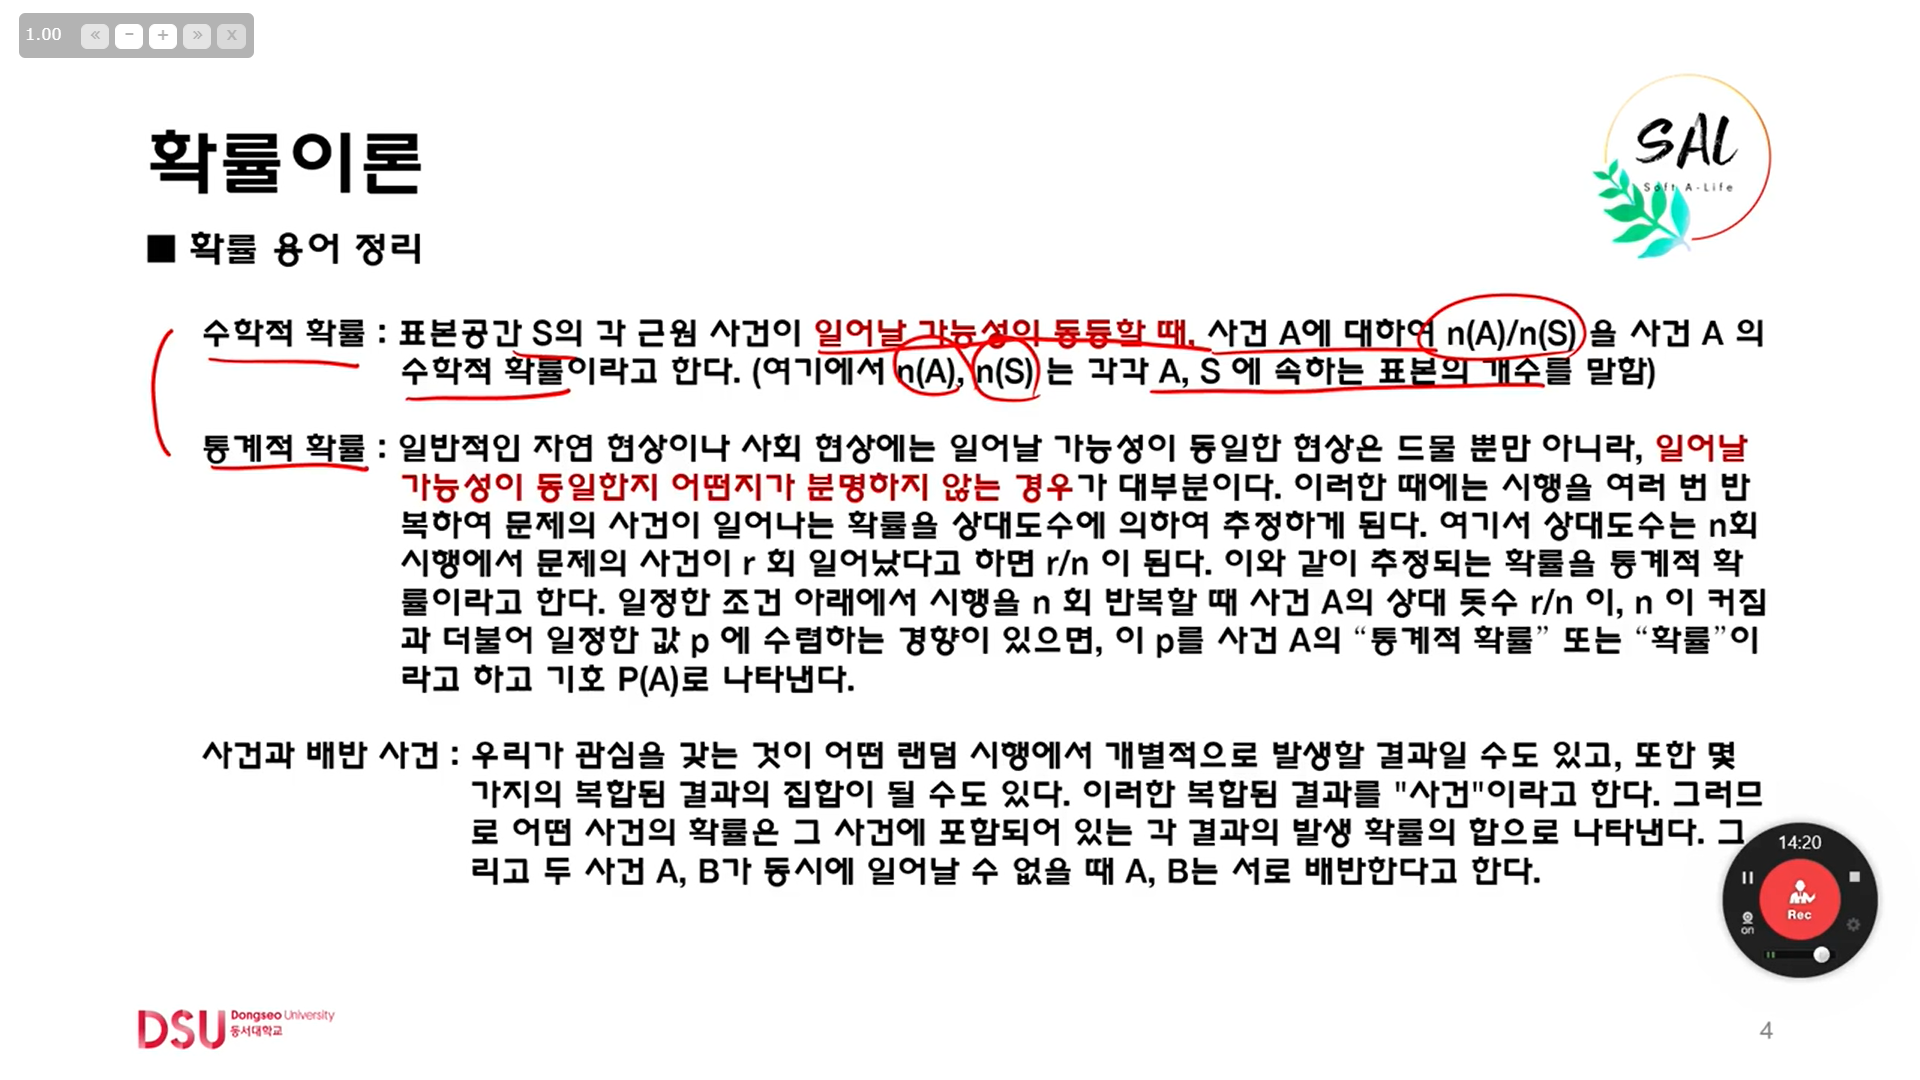 1.00 « − + » X
SAL
Soft A-Life
확률이론
■ 확률 용어 정리
수학적 확률 : 표본공간 S의 각 근원 사건이 일어날 가능성의 동등할 때, 사건 A에 대하여 n(A)/n(S) 을 사건 A 의
수학적 확률이라고 한다. (여기에서 n(A), n(S) 는 각각 A, S 에 속하는 표본의 개수를 말함)
통계적 확률 : 일반적인 자연 현상이나 사회 현상에는 일어날 가능성이 동일한 현상은 드물 뿐만 아니라, 일어날
가능성이 동일한지 어떤지가 분명하지 않는 경우가 대부분이다. 이러한 때에는 시행을 여러 번 반
복하여 문제의 사건이 일어나는 확률을 상대도수에 의하여 추정하게 됨다. 여기서 상대도수는 n회
시행에서 문제의 사건이 r 회 일어났다고 하면 r/n 이 된다. 이와 같이 추정되는 확률을 통계적 확
률이라고 한다. 일정한 조건 아래에서 시행을 n 회 반복할 때 사건 A의 상대 돗수 r/n 이, n 이 커짐
과 더불어 일정한 값 p 에 수렴하는 경향이 있으면, 이 p를 사건 A의 “통계적 확률” 또는 “확률”이
라고 하고 기호 P(A)로 나타낸다.
사건과 배반 사건 : 우리가 관심을 갖는 것이 어떤 랜덤 시행에서 개별적으로 발생할 결과일 수도 있고, 또한 몇
가지의 복합된 결과의 집합이 될 수도 있다. 이러한 복합된 결과를 "사건"이라고 한다. 그러므
로 어떤 사건의 확률은 그 사건에 포함되어 있는 각 결과의 발생 확률의 합으로 나타낸다. 그
리고 두 사건 A, B가 동시에 일어날 수 없을 때 A, B는 서로 배반한다고 한다.
14:20
Rec
on
DSU Dongseo University
동서대학교
4